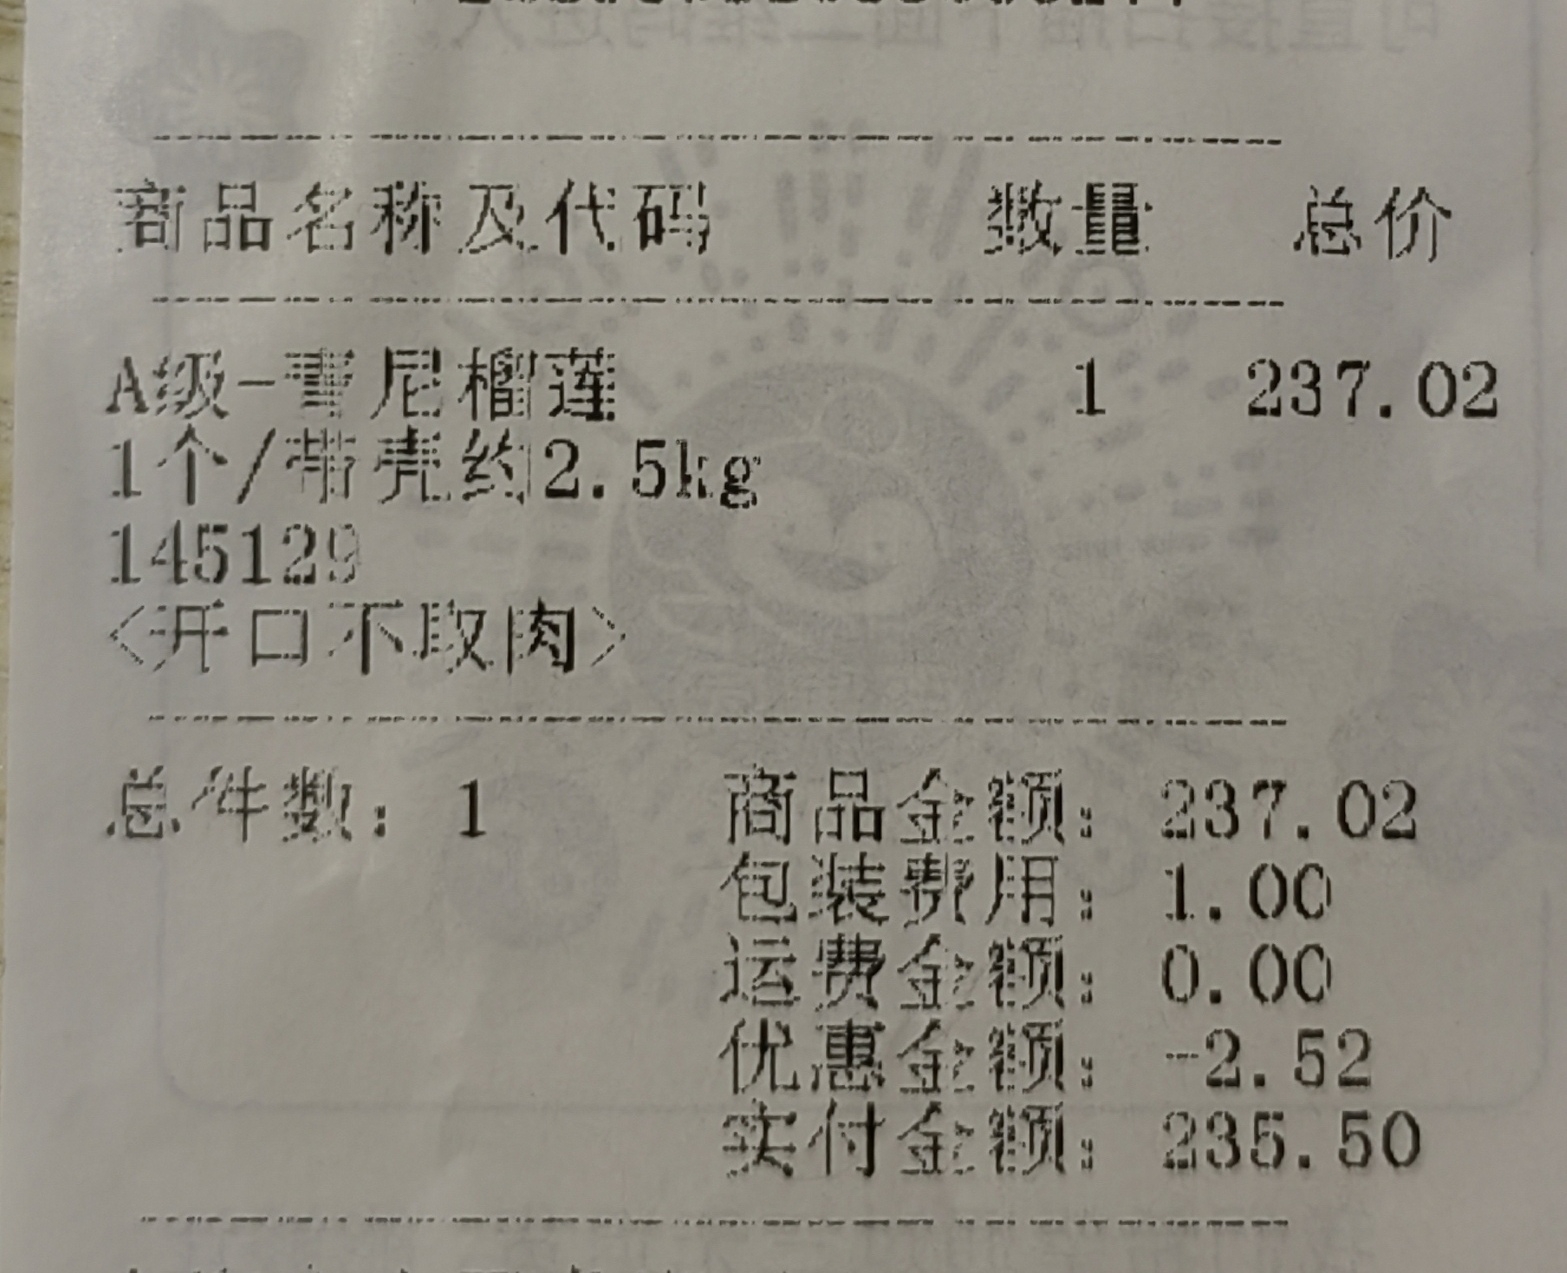 商品名称及代码 数量 总价
A级-青尼榴莲 1 237.02
1个/带壳约2.5kg
145129
<开口不取肉>
总件数: 1 商品金额: 237.02
包装费用: 1.00
运费金额: 0.00
优惠金额: -2.52
实付金额: 235.50